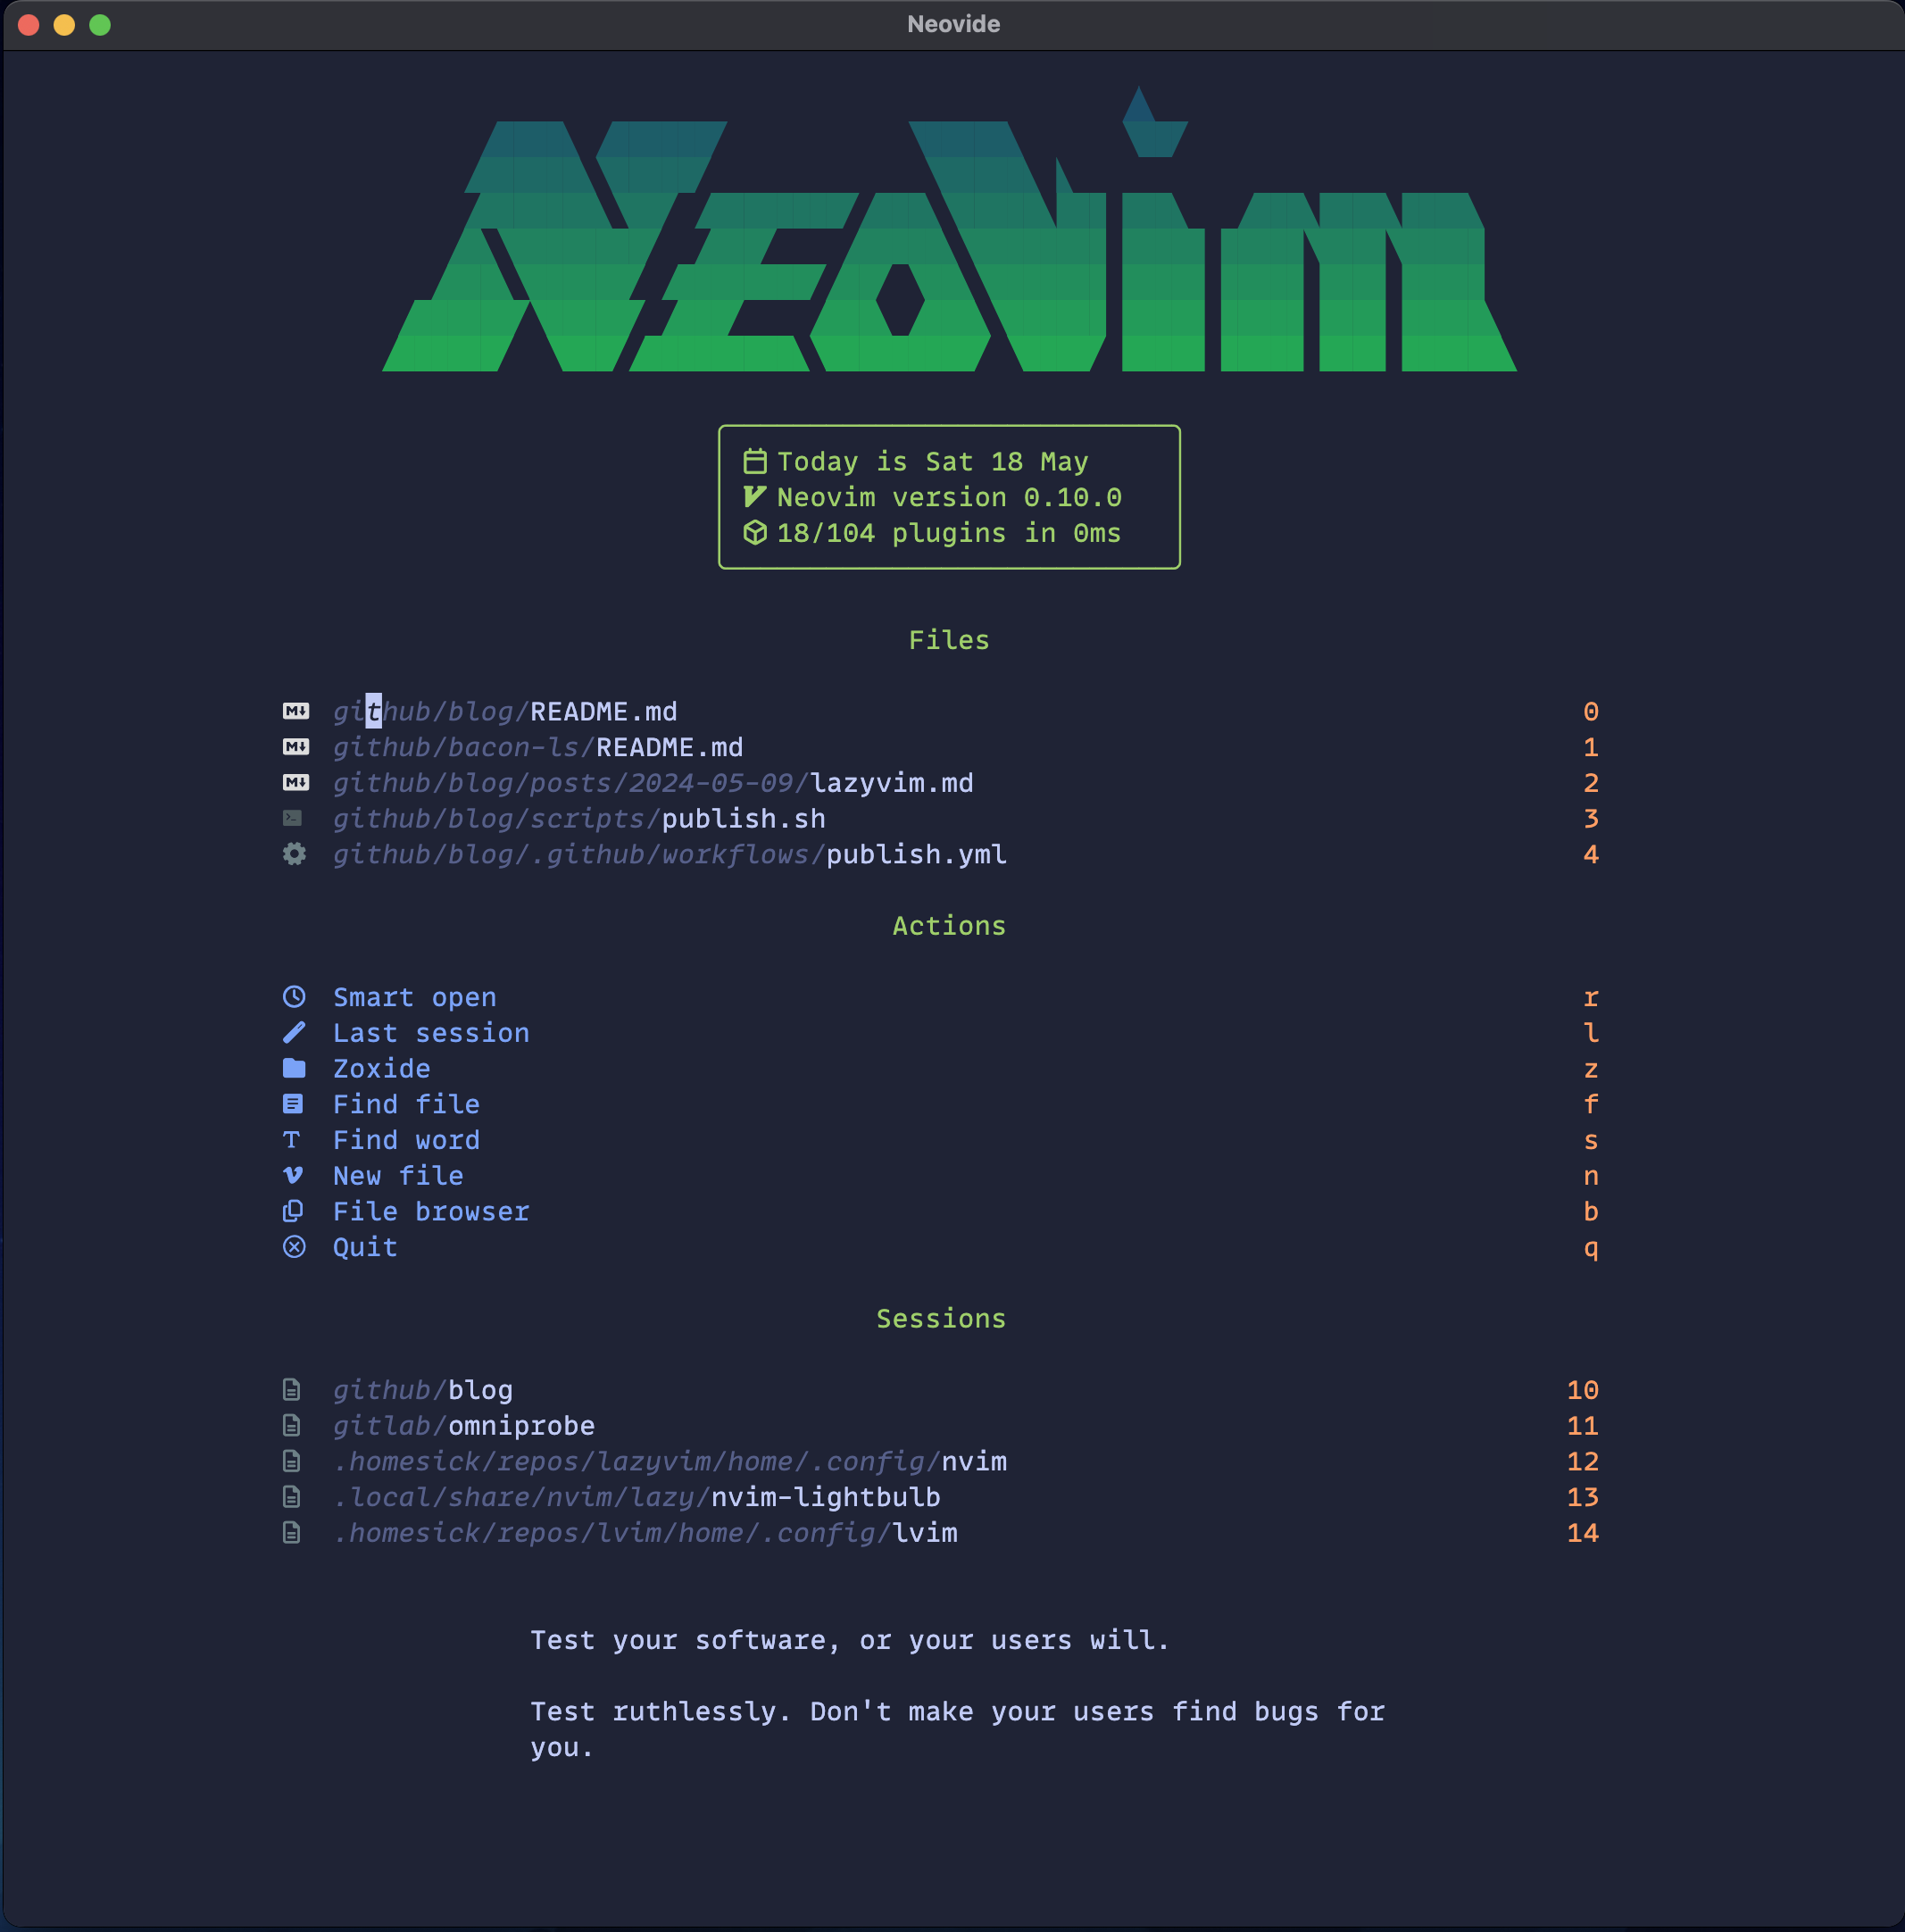 Neovide
NEOVim
Today is Sat 18 May
Neovim version 0.10.0
18/104 plugins in 0ms
Files
github/blog/README.md 0
github/bacon-ls/README.md 1
github/blog/posts/2024-05-09/lazyvim.md 2
github/blog/scripts/publish.sh 3
github/blog/.github/workflows/publish.yml 4
Actions
Smart open r
Last session l
Zoxide z
Find file f
Find word s
New file n
File browser b
Quit q
Sessions
github/blog 10
gitlab/omniprobe 11
.homesick/repos/lazyvim/home/.config/nvim 12
.local/share/nvim/lazy/nvim-lightbulb 13
.homesick/repos/lvim/home/.config/lvim 14
Test your software, or your users will.
Test ruthlessly. Don't make your users find bugs for
you.